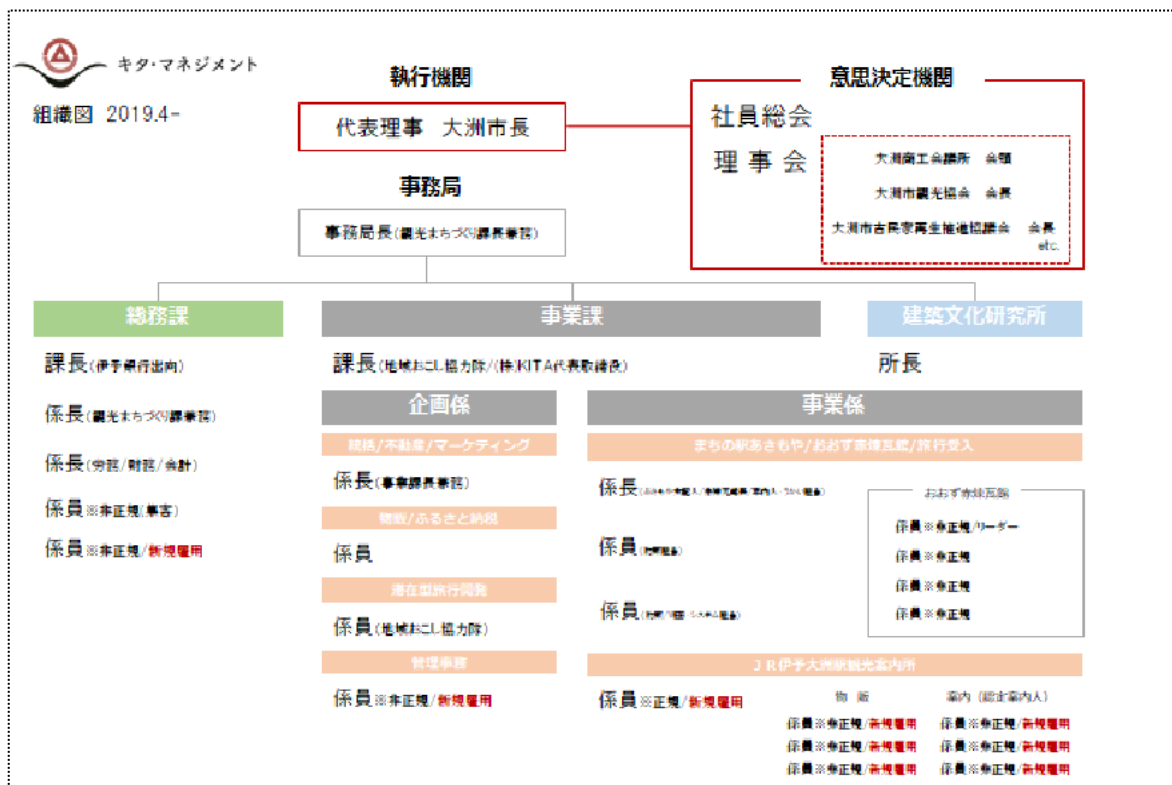 キタ・マネジメント
組織図 2019.4-
執行機関
代表理事 大洲市長
意思決定機関
社員総会
理事会
大洲商工会議所 会頭
大洲市観光協会 会長
大洲市古民家再生推進協議会 会長
etc.
事務局
事務局長(観光まちづくり課長兼務)
総務課
課長(伊予銀行出向)
係長(観光まちづくり課兼務)
係長(労務/財務/会計)
係員※非正規(集客)
係員※非正規/新規雇用
事業課
課長(地域おこし協力隊/(株)KITA代表取締役)
企画係
統括/不動産/マーケティング
係長(事業課長兼務)
物販/ふるさと納税
係員
滞在型旅行開発
係員(地域おこし協力隊)
管理事務
係員※非正規/新規雇用
事業係
まちの駅あさもや/おおず赤煉瓦館/旅行受入
係長
係員
係員
おおず赤煉瓦館
係員※非正規/リーダー
係員※非正規
係員※非正規
係員※非正規
JR伊予大洲駅観光案内所
係員※正規/新規雇用
物 販
案内(認定案内人)
係員※非正規/新規雇用 係員※非正規/新規雇用
係員※非正規/新規雇用 係員※非正規/新規雇用
係員※非正規/新規雇用 係員※非正規/新規雇用
建築文化研究所
所長